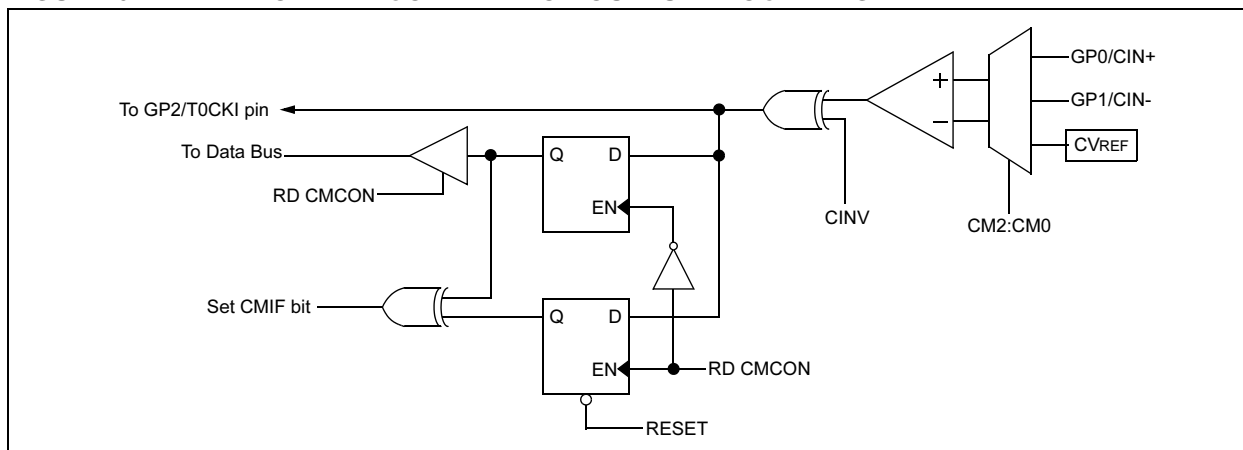 GP0/CIN+
To GP2/T0CKI pin
+
GP1/CIN-
−
To Data Bus
Q D
CVREF
RD CMCON
EN
CINV
CM2:CM0
Set CMIF bit
Q D
EN
RD CMCON
RESET